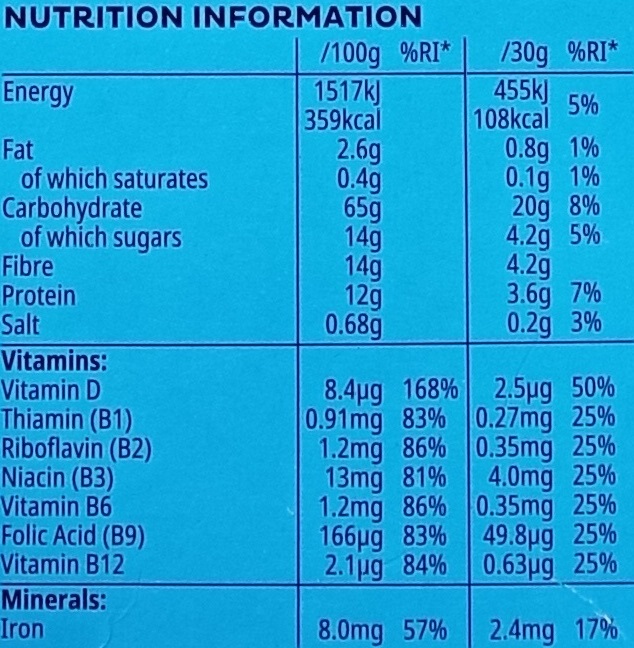 NUTRITION INFORMATION
/100g %RI* /30g %RI*
Energy 1517kJ 455kJ 5%
359kcal 108kcal
Fat 2.6g 0.8g 1%
of which saturates 0.4g 0.1g 1%
Carbohydrate 65g 20g 8%
of which sugars 14g 4.2g 5%
Fibre 14g 4.2g
Protein 12g 3.6g 7%
Salt 0.68g 0.2g 3%
Vitamins:
Vitamin D 8.4µg 168% 2.5µg 50%
Thiamin (B1) 0.91mg 83% 0.27mg 25%
Riboflavin (B2) 1.2mg 86% 0.35mg 25%
Niacin (B3) 13mg 81% 4.0mg 25%
Vitamin B6 1.2mg 86% 0.35mg 25%
Folic Acid (B9) 166µg 83% 49.8µg 25%
Vitamin B12 2.1µg 84% 0.63µg 25%
Minerals:
Iron 8.0mg 57% 2.4mg 17%